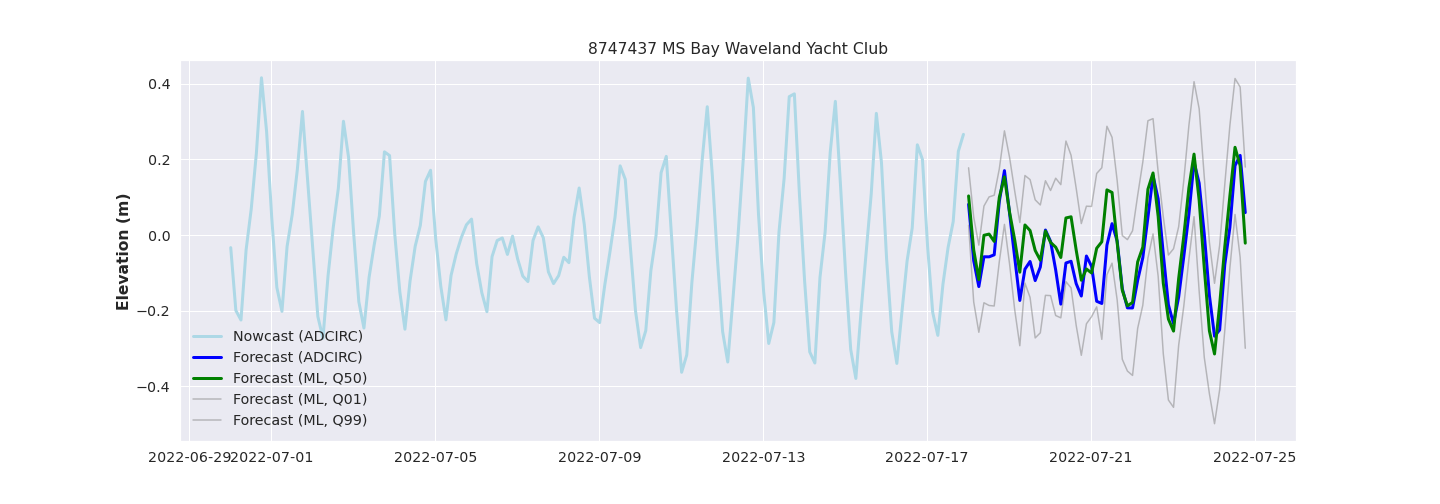 8747437 MS Bay Waveland Yacht Club
Elevation (m)
0.4
0.2
0.0
−0.2
−0.4
Nowcast (ADCIRC)
Forecast (ADCIRC)
Forecast (ML, Q50)
Forecast (ML, Q01)
Forecast (ML, Q99)
2022-06-29 2022-07-01 2022-07-05 2022-07-09 2022-07-13 2022-07-17 2022-07-21 2022-07-25